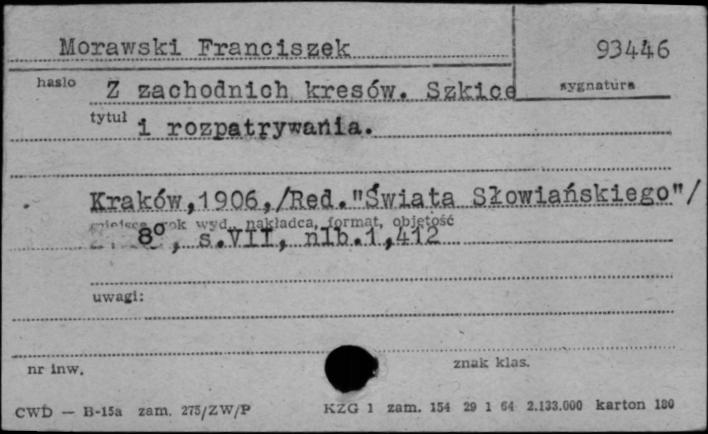 Morawski Franciszek 93446
hasło sygnatura
Z zachodnich kresów. Szkice
tytuł
i rozpatrywania.
Kraków,1906,/Red."Świata Słowiańskiego"/
miejsce rok wyd., nakładca, format, objętość
8°, s.VII, nlb.1,412
uwagi:
nr inw. znak klas.
CWD — B-15a zam. 275/ZW/P KZG 1 zam. 154 29 1 64 2.133.000 karton 180